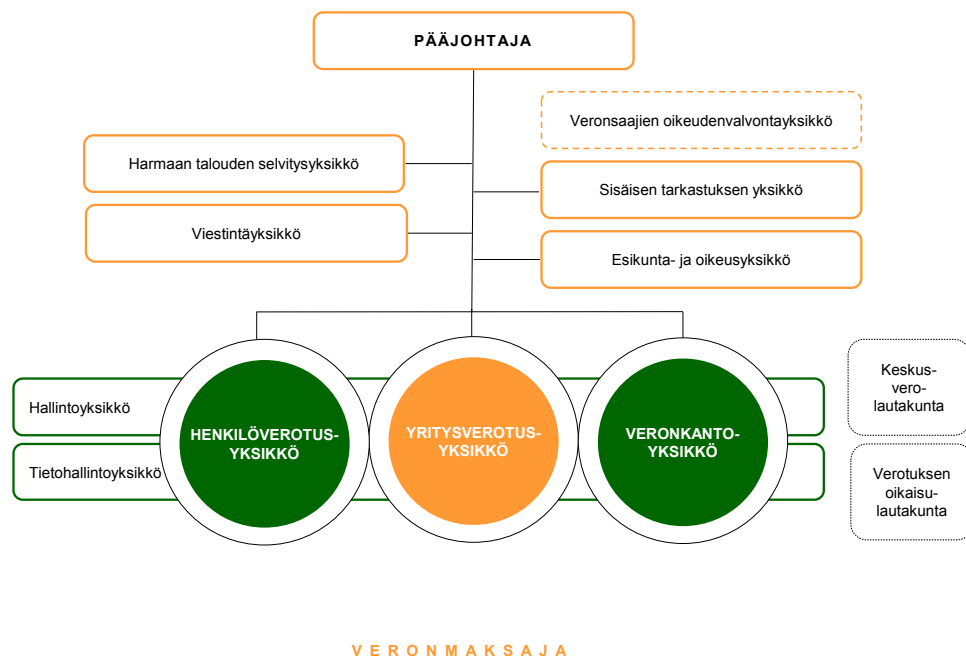 PÄÄJOHTAJA
Veronsaajien oikeudenvalvontayksikkö
Harmaan talouden selvitysyksikkö
Sisäisen tarkastuksen yksikkö
Viestintäyksikkö
Esikunta- ja oikeusyksikkö
Hallintoyksikkö
Tietohallintoyksikkö
HENKILÖVEROTUS-
YKSIKKÖ
YRITYSVEROTUS-
YKSIKKÖ
VERONKANTO-
YKSIKKÖ
Keskus-
vero-
lautakunta
Verotuksen
oikaisu-
lautakunta
VERONMAKSAJA